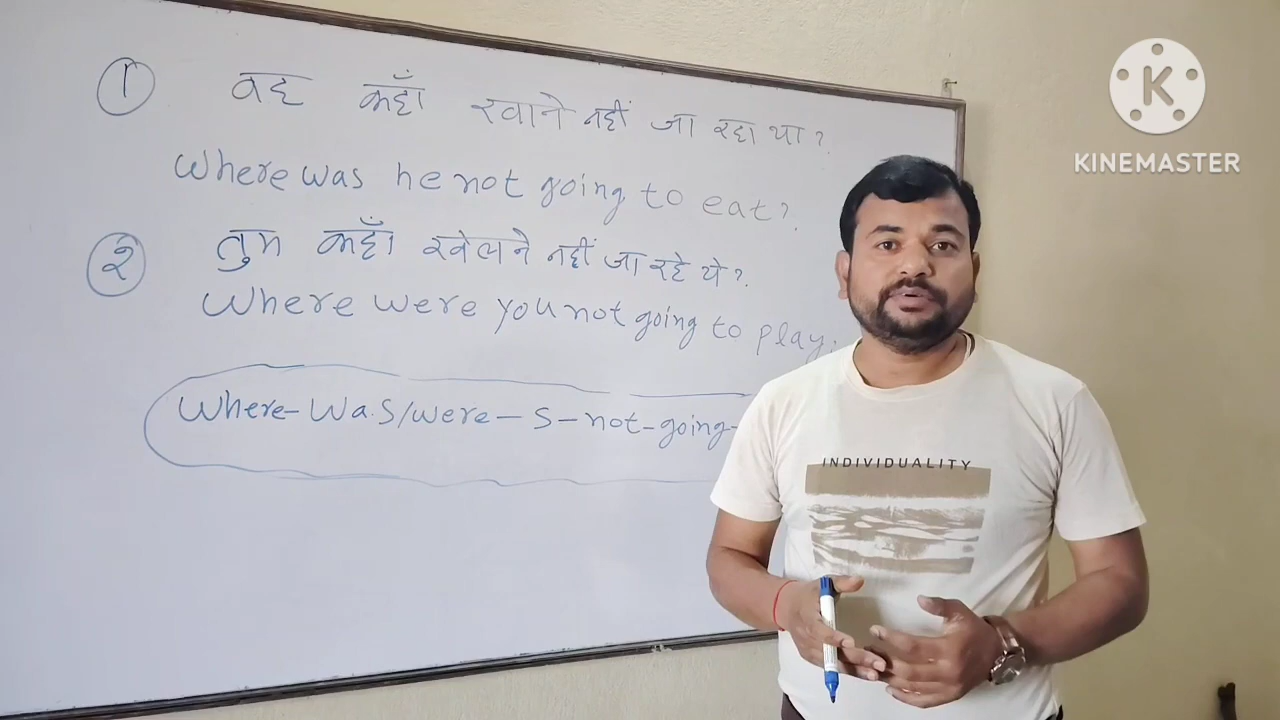 १ वह कहाँ खाने नहीं जा रहा था?
Where was he not going to eat?
२ तुम कहाँ खेलने नहीं जा रहे थे?
Where were you not going to play.
Where-Was/were-S-not-going-
INDIVIDUALITY
K
KINEMASTER